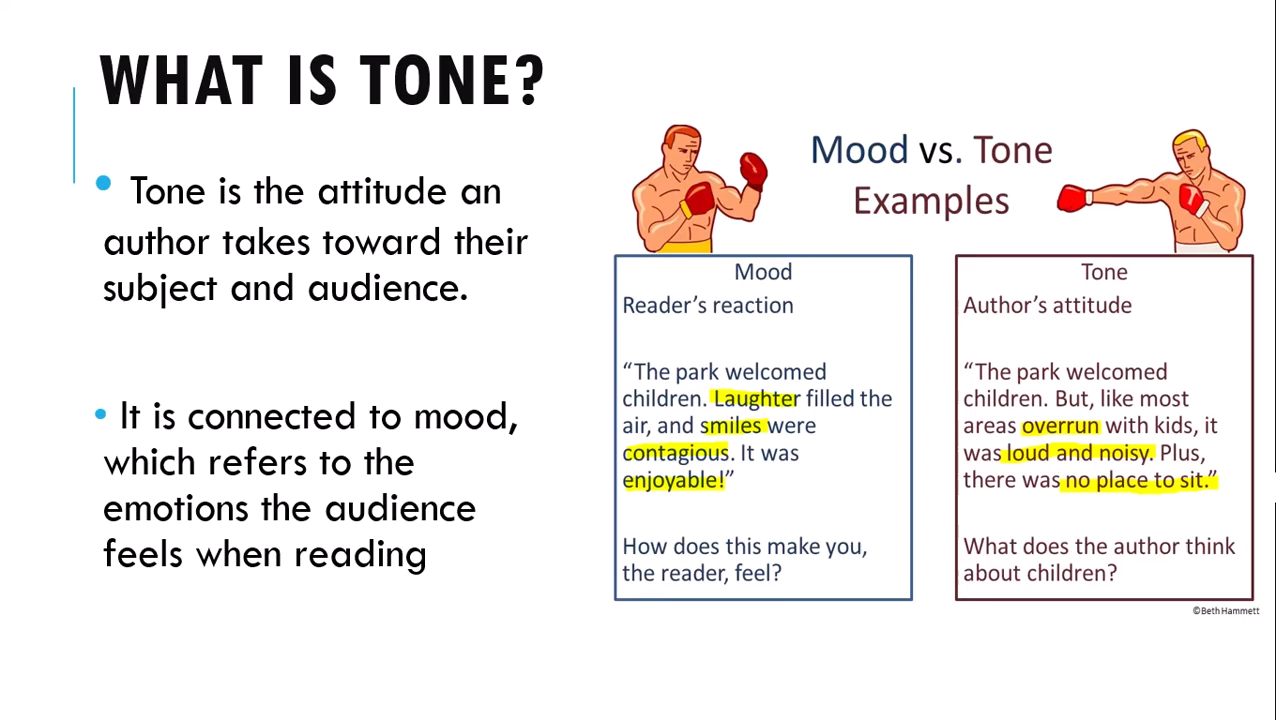 WHAT IS TONE?
• Tone is the attitude an
author takes toward their
subject and audience.
• It is connected to mood,
which refers to the
emotions the audience
feels when reading
Mood vs. Tone
Examples
Mood
Reader's reaction
“The park welcomed
children. Laughter filled the
air, and smiles were
contagious. It was
enjoyable!”
How does this make you,
the reader, feel?
T
Tone
Author's attitude
“The park welcomed
children. But, like most
areas overrun with kids, it
was loud and noisy. Plus,
there was no place to sit.”
What does the author think
about children?
©Beth Hammett